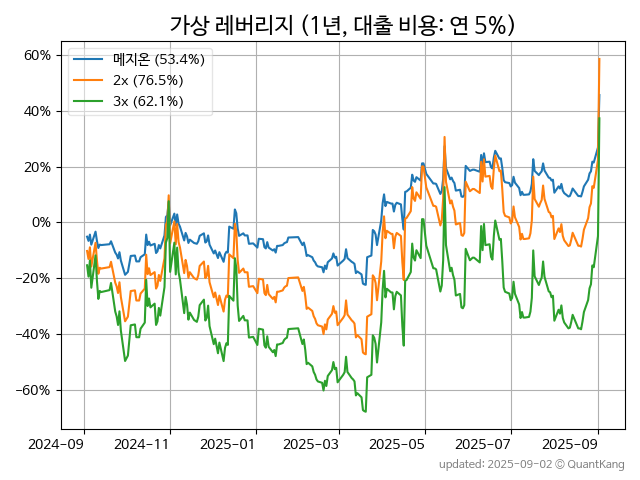 가상 레버리지 (1년, 대출 비용: 연 5%)
메지온 (53.4%)
2x (76.5%)
3x (62.1%)
60%
40%
20%
0%
−20%
−40%
−60%
2024-09
2024-11
2025-01
2025-03
2025-05
2025-07
2025-09
updated: 2025-09-02 © QuantKang